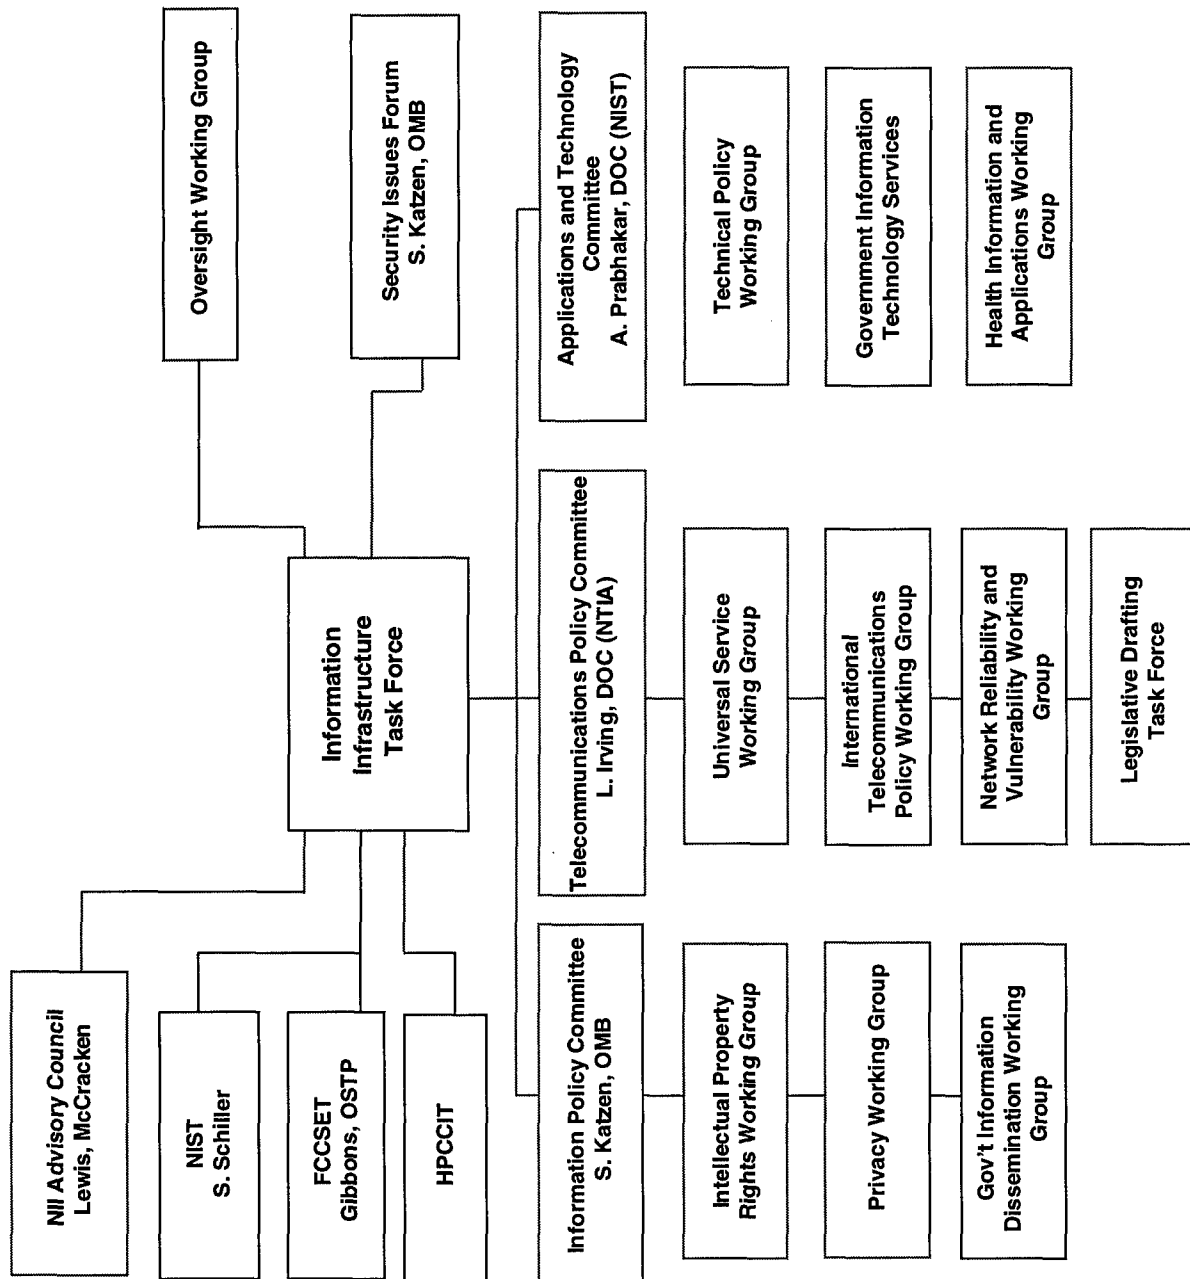 NII Advisory Council
Lewis, McCracken
NIST
S. Schiller
FCCSET
Gibbons, OSTP
HPCCIT
Information
Infrastructure
Task Force
Oversight Working Group
Security Issues Forum
S. Katzen, OMB
Information Policy Committee
S. Katzen, OMB
Intellectual Property
Rights Working Group
Privacy Working Group
Gov't Information
Dissemination Working
Group
Telecommunications Policy Committee
L. Irving, DOC (NTIA)
Universal Service
Working Group
International
Telecommunications
Policy Working Group
Network Reliability and
Vulnerability Working
Group
Legislative Drafting
Task Force
Applications and Technology
Committee
A. Prabhakar, DOC (NIST)
Technical Policy
Working Group
Government Information
Technology Services
Health Information and
Applications Working
Group